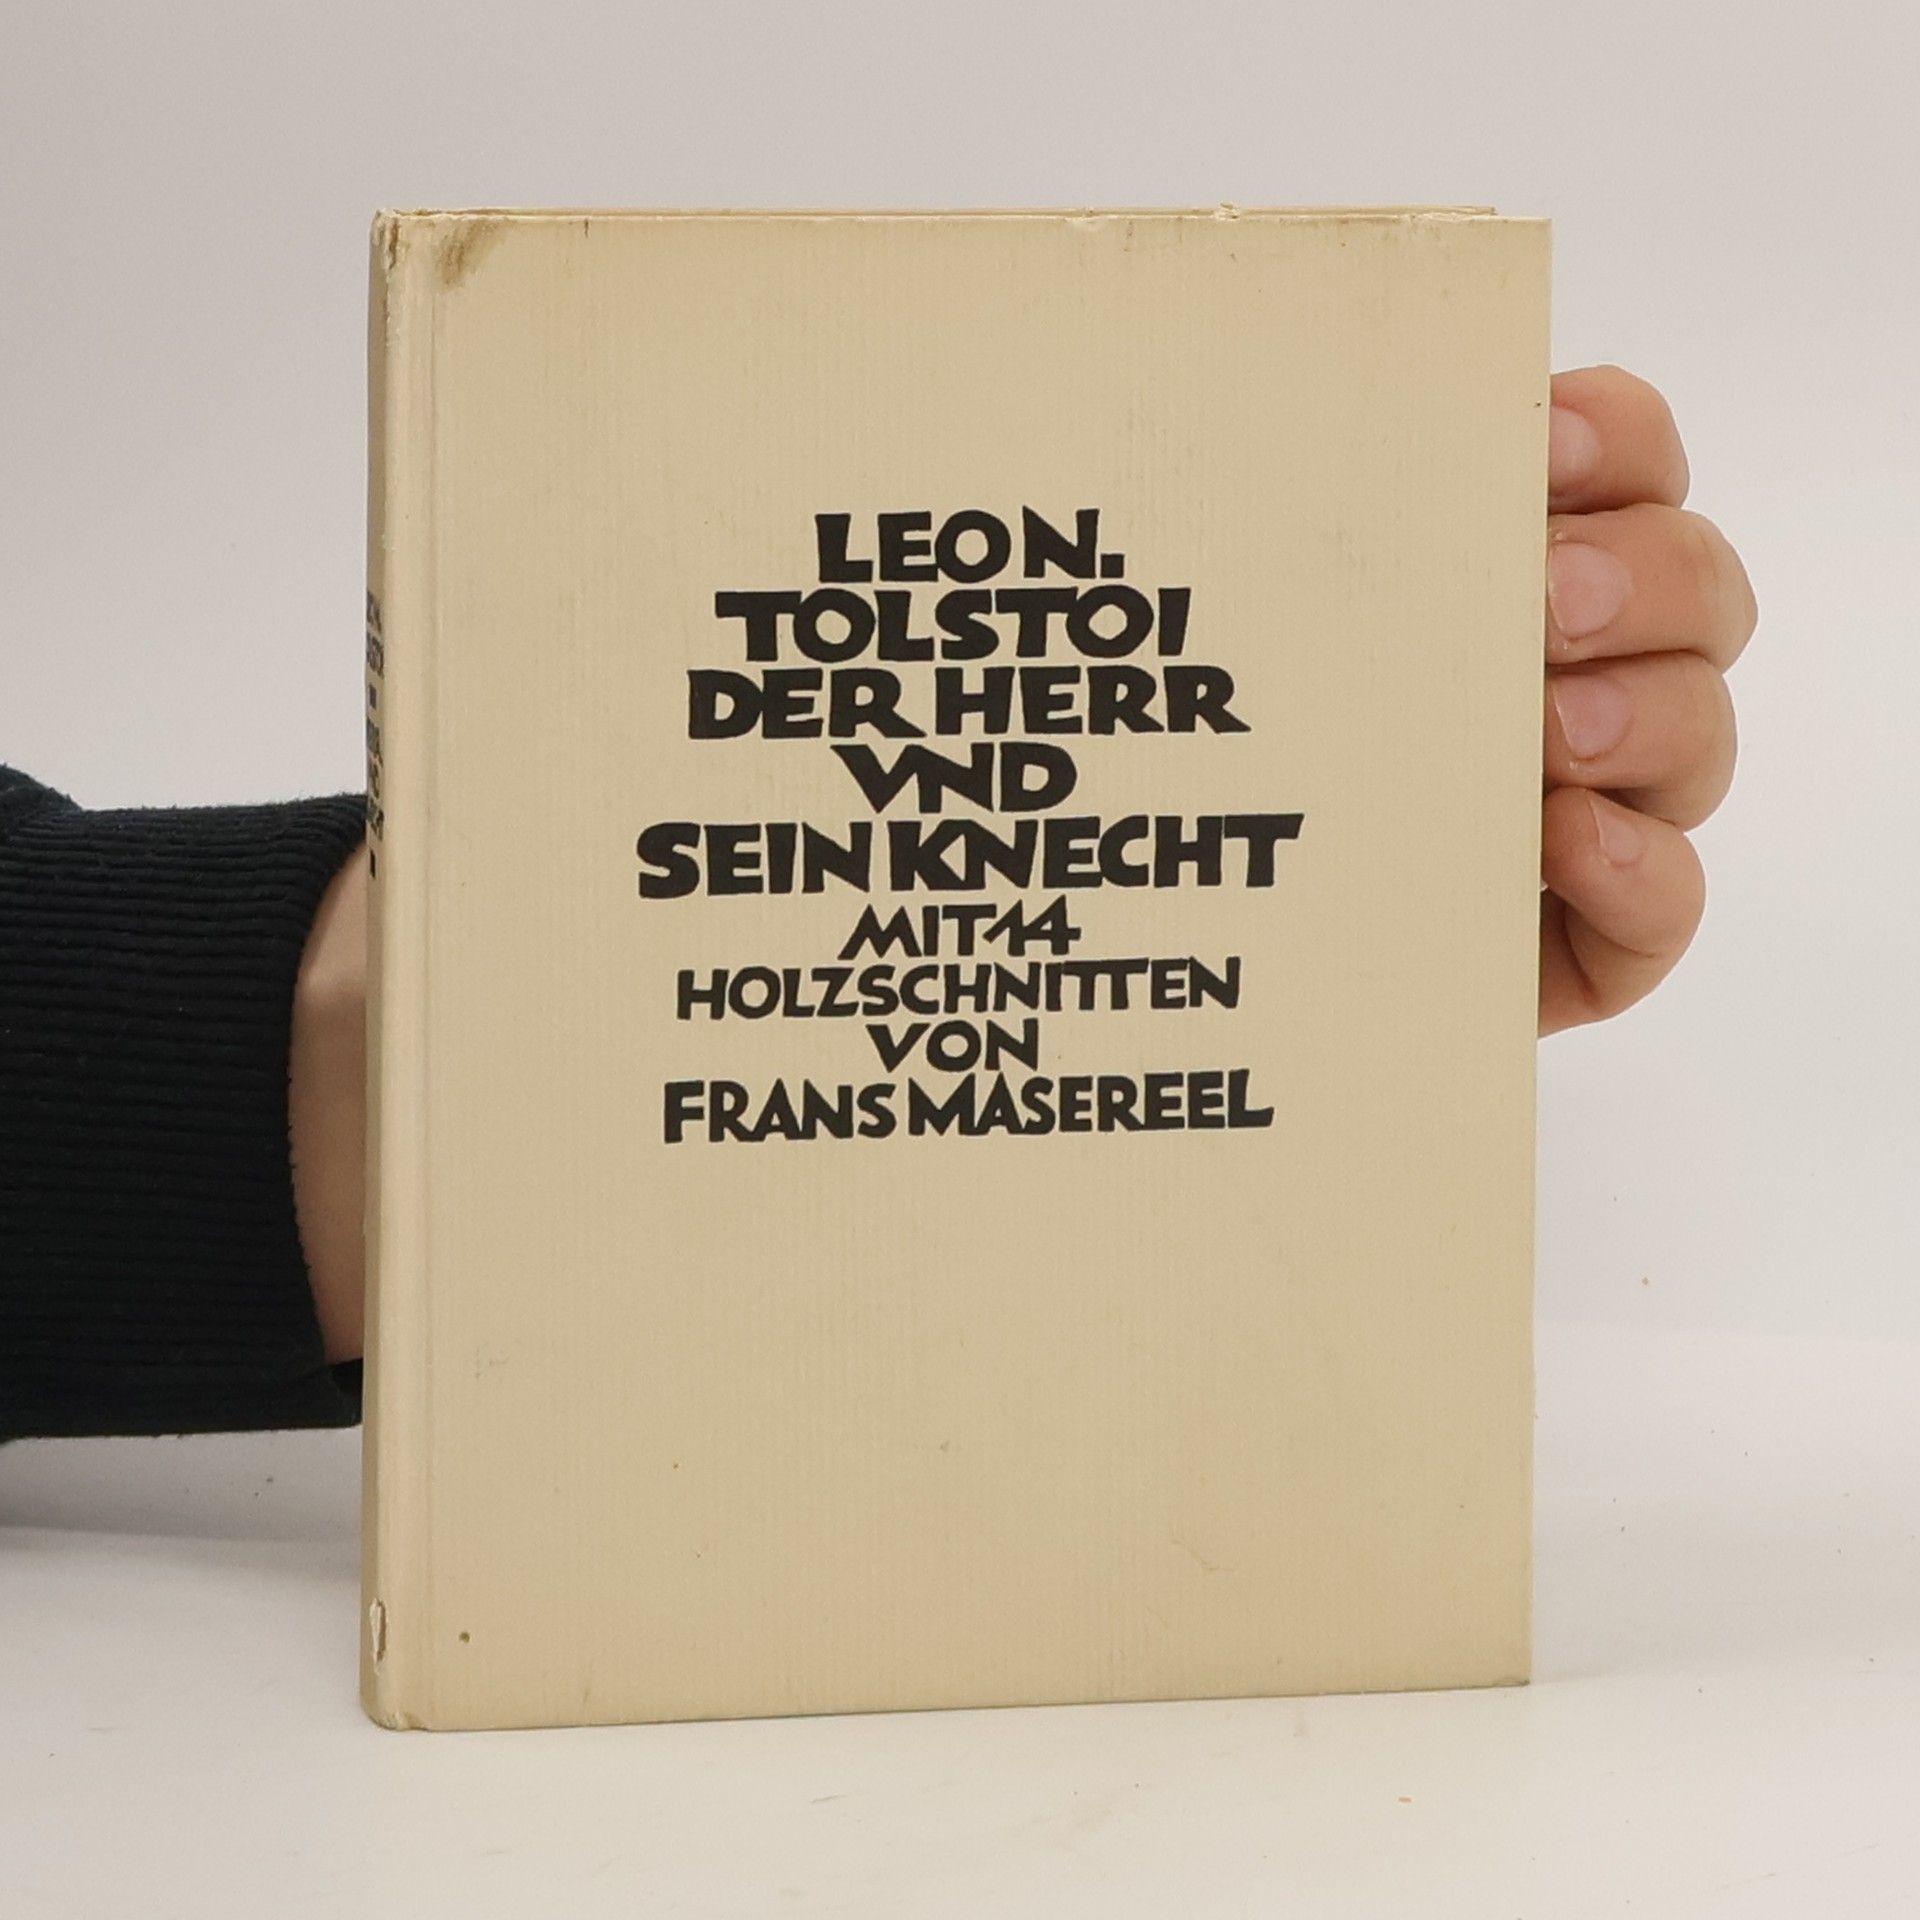 LEO N.
TOLSTOI
DER HERR
VND
SEIN KNECHT
MIT 14
HOLZSCHNITTEN
VON
FRANS MASEREEL